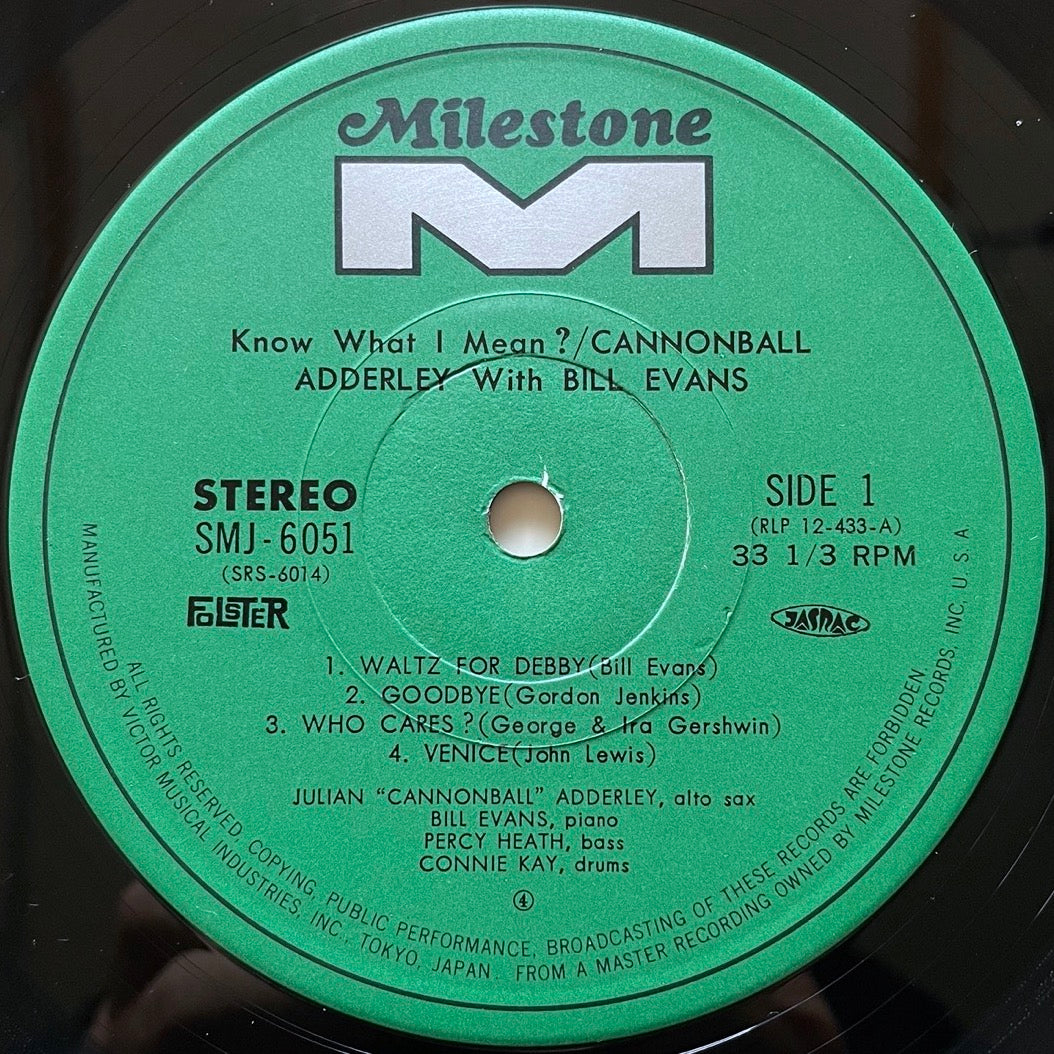 Milestone
Know What I Mean?/CANNONBALL
ADDERLEY With BILL EVANS
STEREO
SMJ-6051
(SRS-6014)
FOLSTER
SIDE 1
(RLP 12-433-A)
33 1/3 RPM
JASRAC
1. WALTZ FOR DEBBY(Bill Evans)
2. GOODBYE(Gordon Jenkins)
3. WHO CARES?(George & Ira Gershwin)
4. VENICE(John Lewis)
JULIAN "CANNONBALL" ADDERLEY, alto sax
BILL EVANS, piano
PERCY HEATH, bass
CONNIE KAY, drums
④
ALL RIGHTS RESERVED. COPYING, PUBLIC PERFORMANCE, BROADCASTING OF THESE RECORDS ARE FORBIDDEN.
MANUFACTURED BY VICTOR MUSICAL INDUSTRIES, INC., TOKYO, JAPAN. FROM A MASTER RECORDING OWNED BY MILESTONE RECORDS, INC, U. S. A.